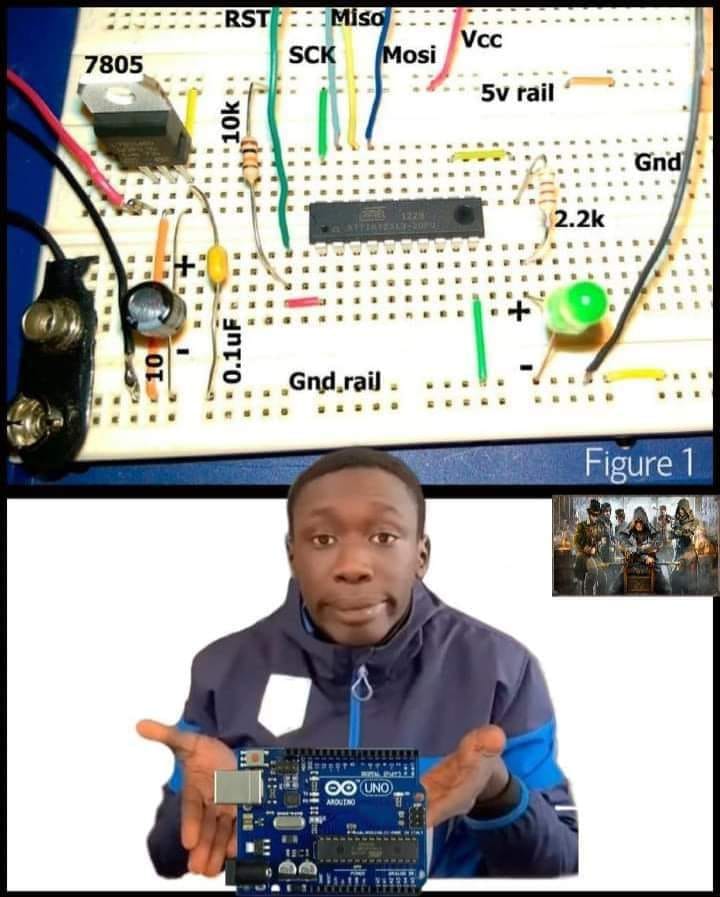 RST
Miso
SCK
Mosi
Vcc
7805
5v rail
10k
Gnd
1229
2.2k
+
+
10
-
0.1uF
-
Gnd rail
Figure 1
UNO
ARDUINO